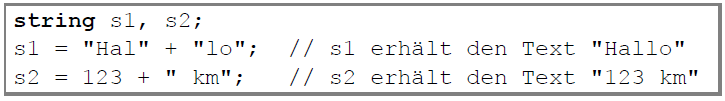 string s1, s2;
s1 = "Hal" + "lo";  // s1 erhält den Text "Hallo"
s2 = 123 + " km";   // s2 erhält den Text "123 km"